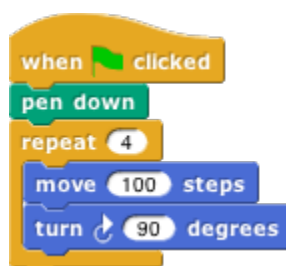 when clicked
pen down
repeat 4
move 100 steps
turn 90 degrees